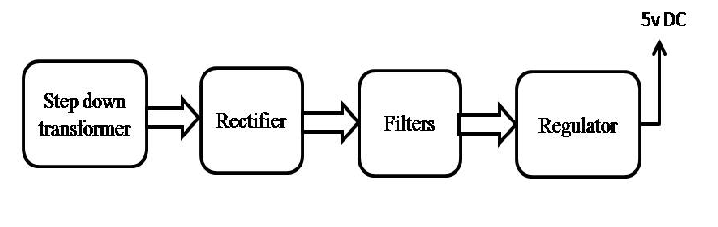 5v DC
Step down
transformer
Rectifier
Filters
Regulator